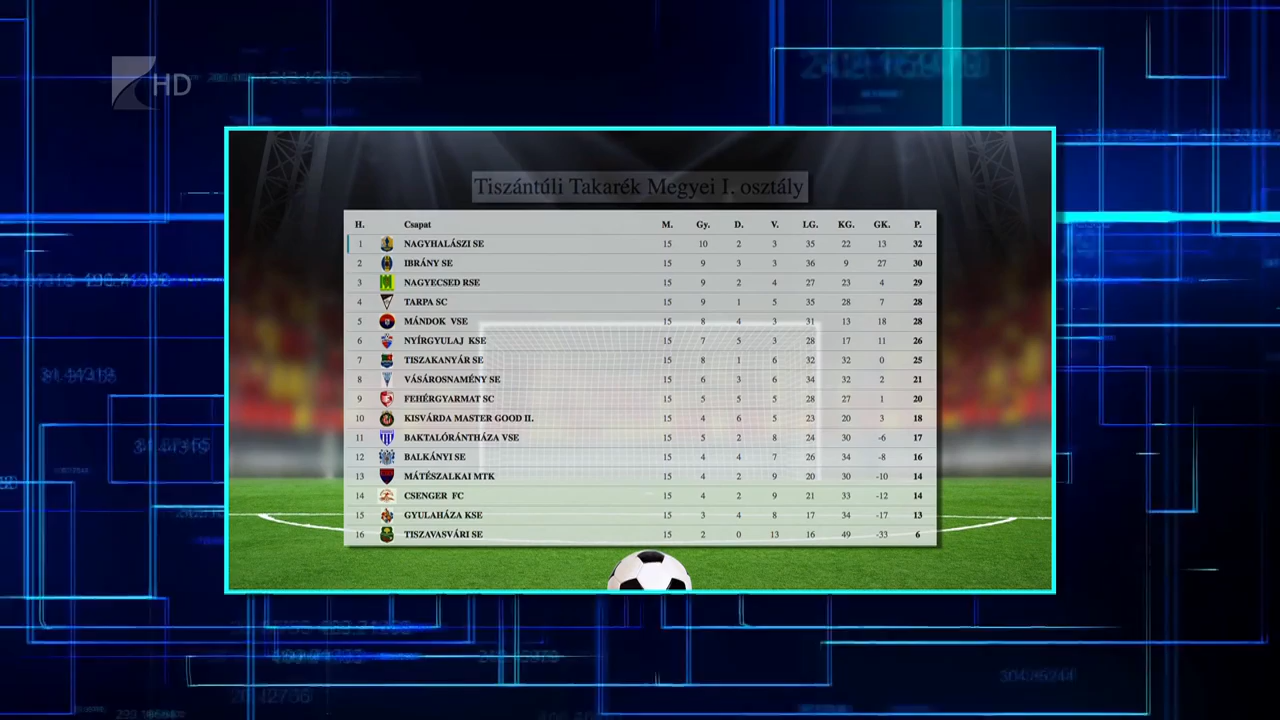 HD
Tiszántúli Takarék Megyei I. osztály
H. Csapat M. Gy. D. V. LG. KG. GK. P.
1 NAGYHALÁSZI SE 15 10 2 3 35 22 13 32
2 IBRÁNY SE 15 9 3 3 36 9 27 30
3 NAGYECSED RSE 15 9 2 4 27 23 4 29
4 TARPA SC 15 9 1 5 35 28 7 28
5 MÁNDOK VSE 15 8 4 3 31 13 18 28
6 NYÍRGYULAJ KSE 15 7 5 3 28 17 11 26
7 TISZAKANYÁR SE 15 8 1 6 32 32 0 25
8 VÁSÁROSNAMÉNY SE 15 6 3 6 34 32 2 21
9 FEHÉRGYARMAT SC 15 5 5 5 28 27 1 20
10 KISVÁRDA MASTER GOOD II. 15 4 6 5 23 20 3 18
11 BAKTALÓRÁNTHÁZA VSE 15 5 2 8 24 30 -6 17
12 BALKÁNYI SE 15 4 4 7 26 34 -8 16
13 MÁTÉSZALKAI MTK 15 4 2 9 20 30 -10 14
14 CSENGER FC 15 4 2 9 21 33 -12 14
15 GYULAHÁZA KSE 15 3 4 8 17 34 -17 13
16 TISZAVASVÁRI SE 15 2 0 13 16 49 -33 6